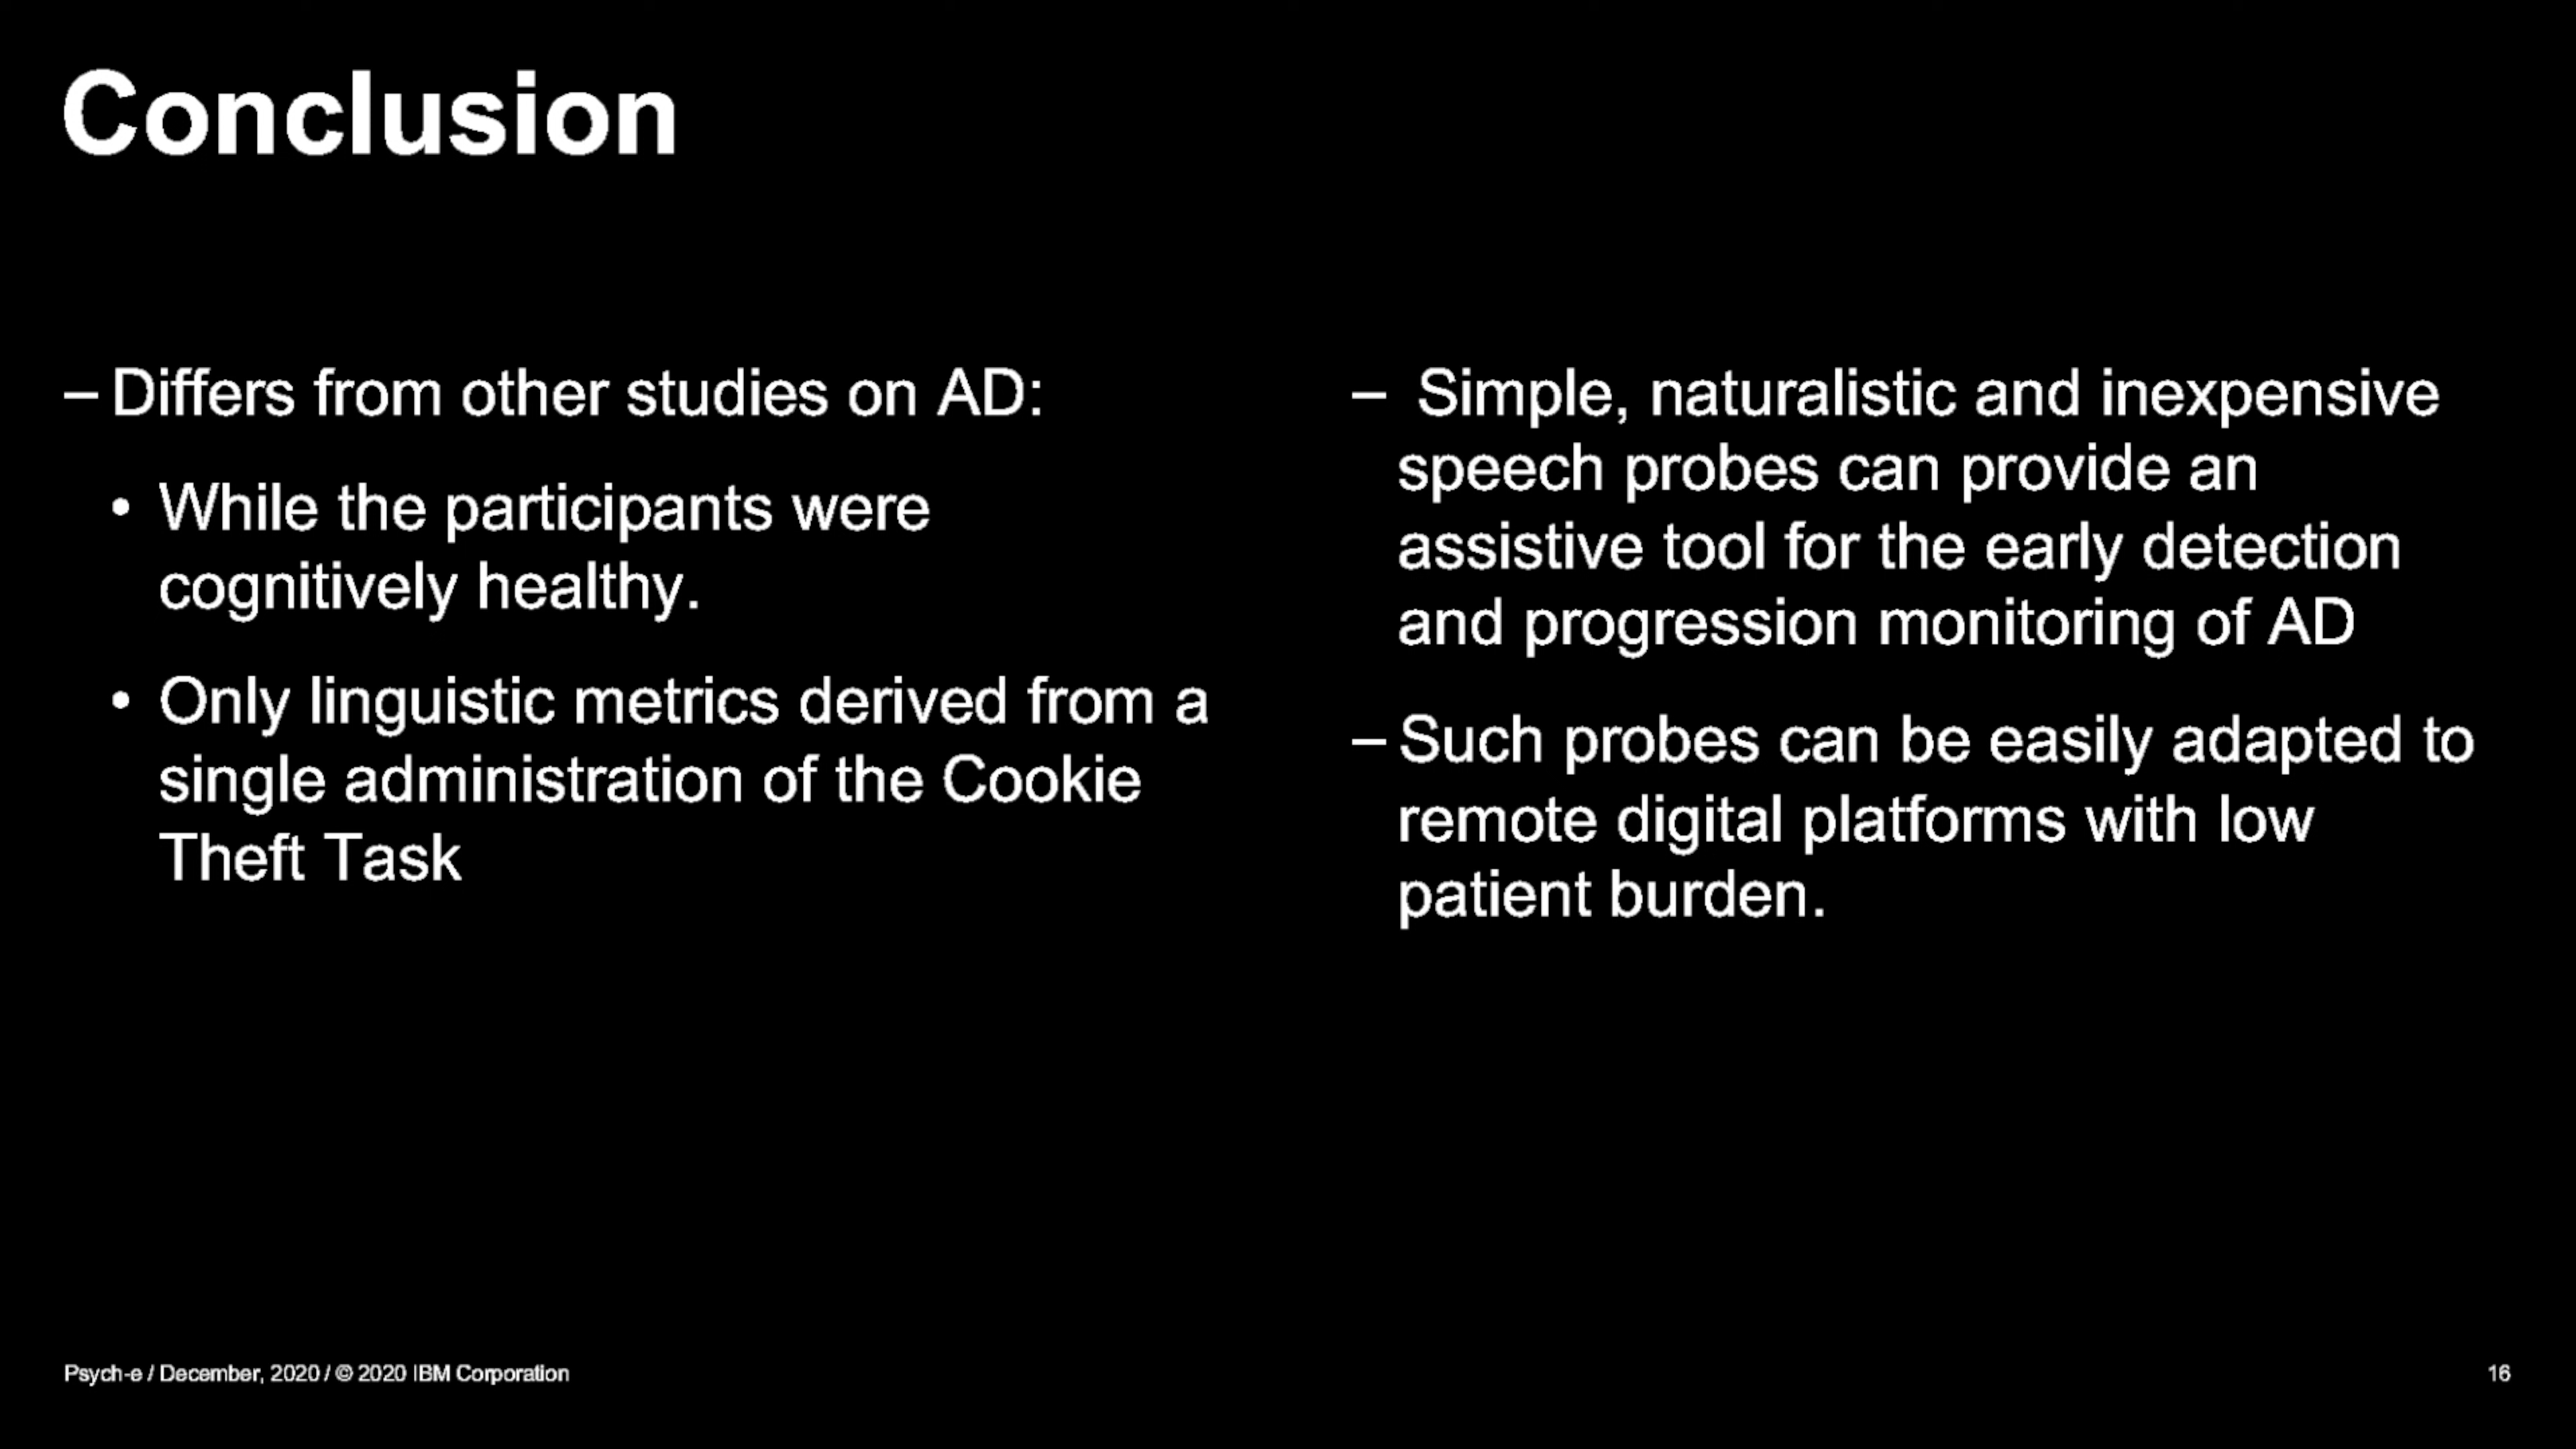 Conclusion
– Differs from other studies on AD:
• While the participants were
cognitively healthy.
• Only linguistic metrics derived from a
single administration of the Cookie
Theft Task
– Simple, naturalistic and inexpensive
speech probes can provide an
assistive tool for the early detection
and progression monitoring of AD
– Such probes can be easily adapted to
remote digital platforms with low
patient burden.
Psych-e / December, 2020 / © 2020 IBM Corporation
16